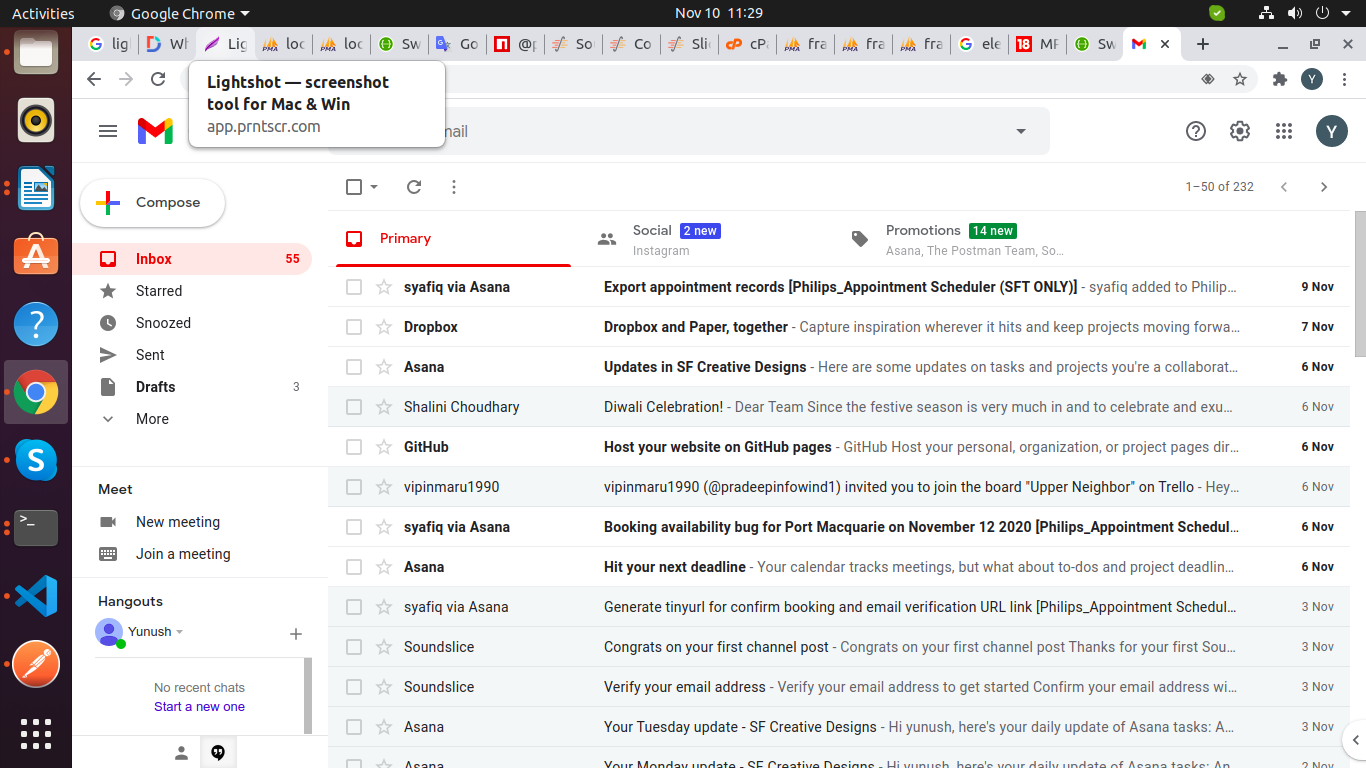 Activities
Google Chrome
Nov 10 11:29
lig
Wh
Lig
loc
loc
Sw
Go
@p
So
Co
Sli
cPa
fra
fra
fra
ele
MP
Sw
Lightshot — screenshot
tool for Mac & Win
app.prntscr.com
mail
Y
Y
Compose
1–50 of 232
Primary
Social 2 new
Instagram
Promotions 14 new
Asana, The Postman Team, So…
Inbox 55
Starred
Snoozed
Sent
Drafts 3
More
Meet
New meeting
Join a meeting
Hangouts
Yunush
No recent chats
Start a new one
syafiq via Asana Export appointment records [Philips_Appointment Scheduler (SFT ONLY)] - syafiq added to Philip… 9 Nov
Dropbox Dropbox and Paper, together - Capture inspiration wherever it hits and keep projects moving forwa… 7 Nov
Asana Updates in SF Creative Designs - Here are some updates on tasks and projects you're a collaborat… 6 Nov
Shalini Choudhary Diwali Celebration! - Dear Team Since the festive season is very much in and to celebrate and exu… 6 Nov
GitHub Host your website on GitHub pages - GitHub Host your personal, organization, or project pages dir… 6 Nov
vipinmaru1990 vipinmaru1990 (@pradeepinfowind1) invited you to join the board "Upper Neighbor" on Trello - Hey… 6 Nov
syafiq via Asana Booking availability bug for Port Macquarie on November 12 2020 [Philips_Appointment Schedul… 6 Nov
Asana Hit your next deadline - Your calendar tracks meetings, but what about to-dos and project deadlin… 6 Nov
syafiq via Asana Generate tinyurl for confirm booking and email verification URL link [Philips_Appointment Schedul… 3 Nov
Soundslice Congrats on your first channel post - Congrats on your first channel post Thanks for your first Sou… 3 Nov
Soundslice Verify your email address - Verify your email address to get started Confirm your email address wi… 3 Nov
Asana Your Tuesday update - SF Creative Designs - Hi yunush, here's your daily update of Asana tasks: A… 3 Nov
Asana Your Monday update - SF Creative Designs - Hi yunush, here's your daily update of Asana tasks: An… 2 Nov